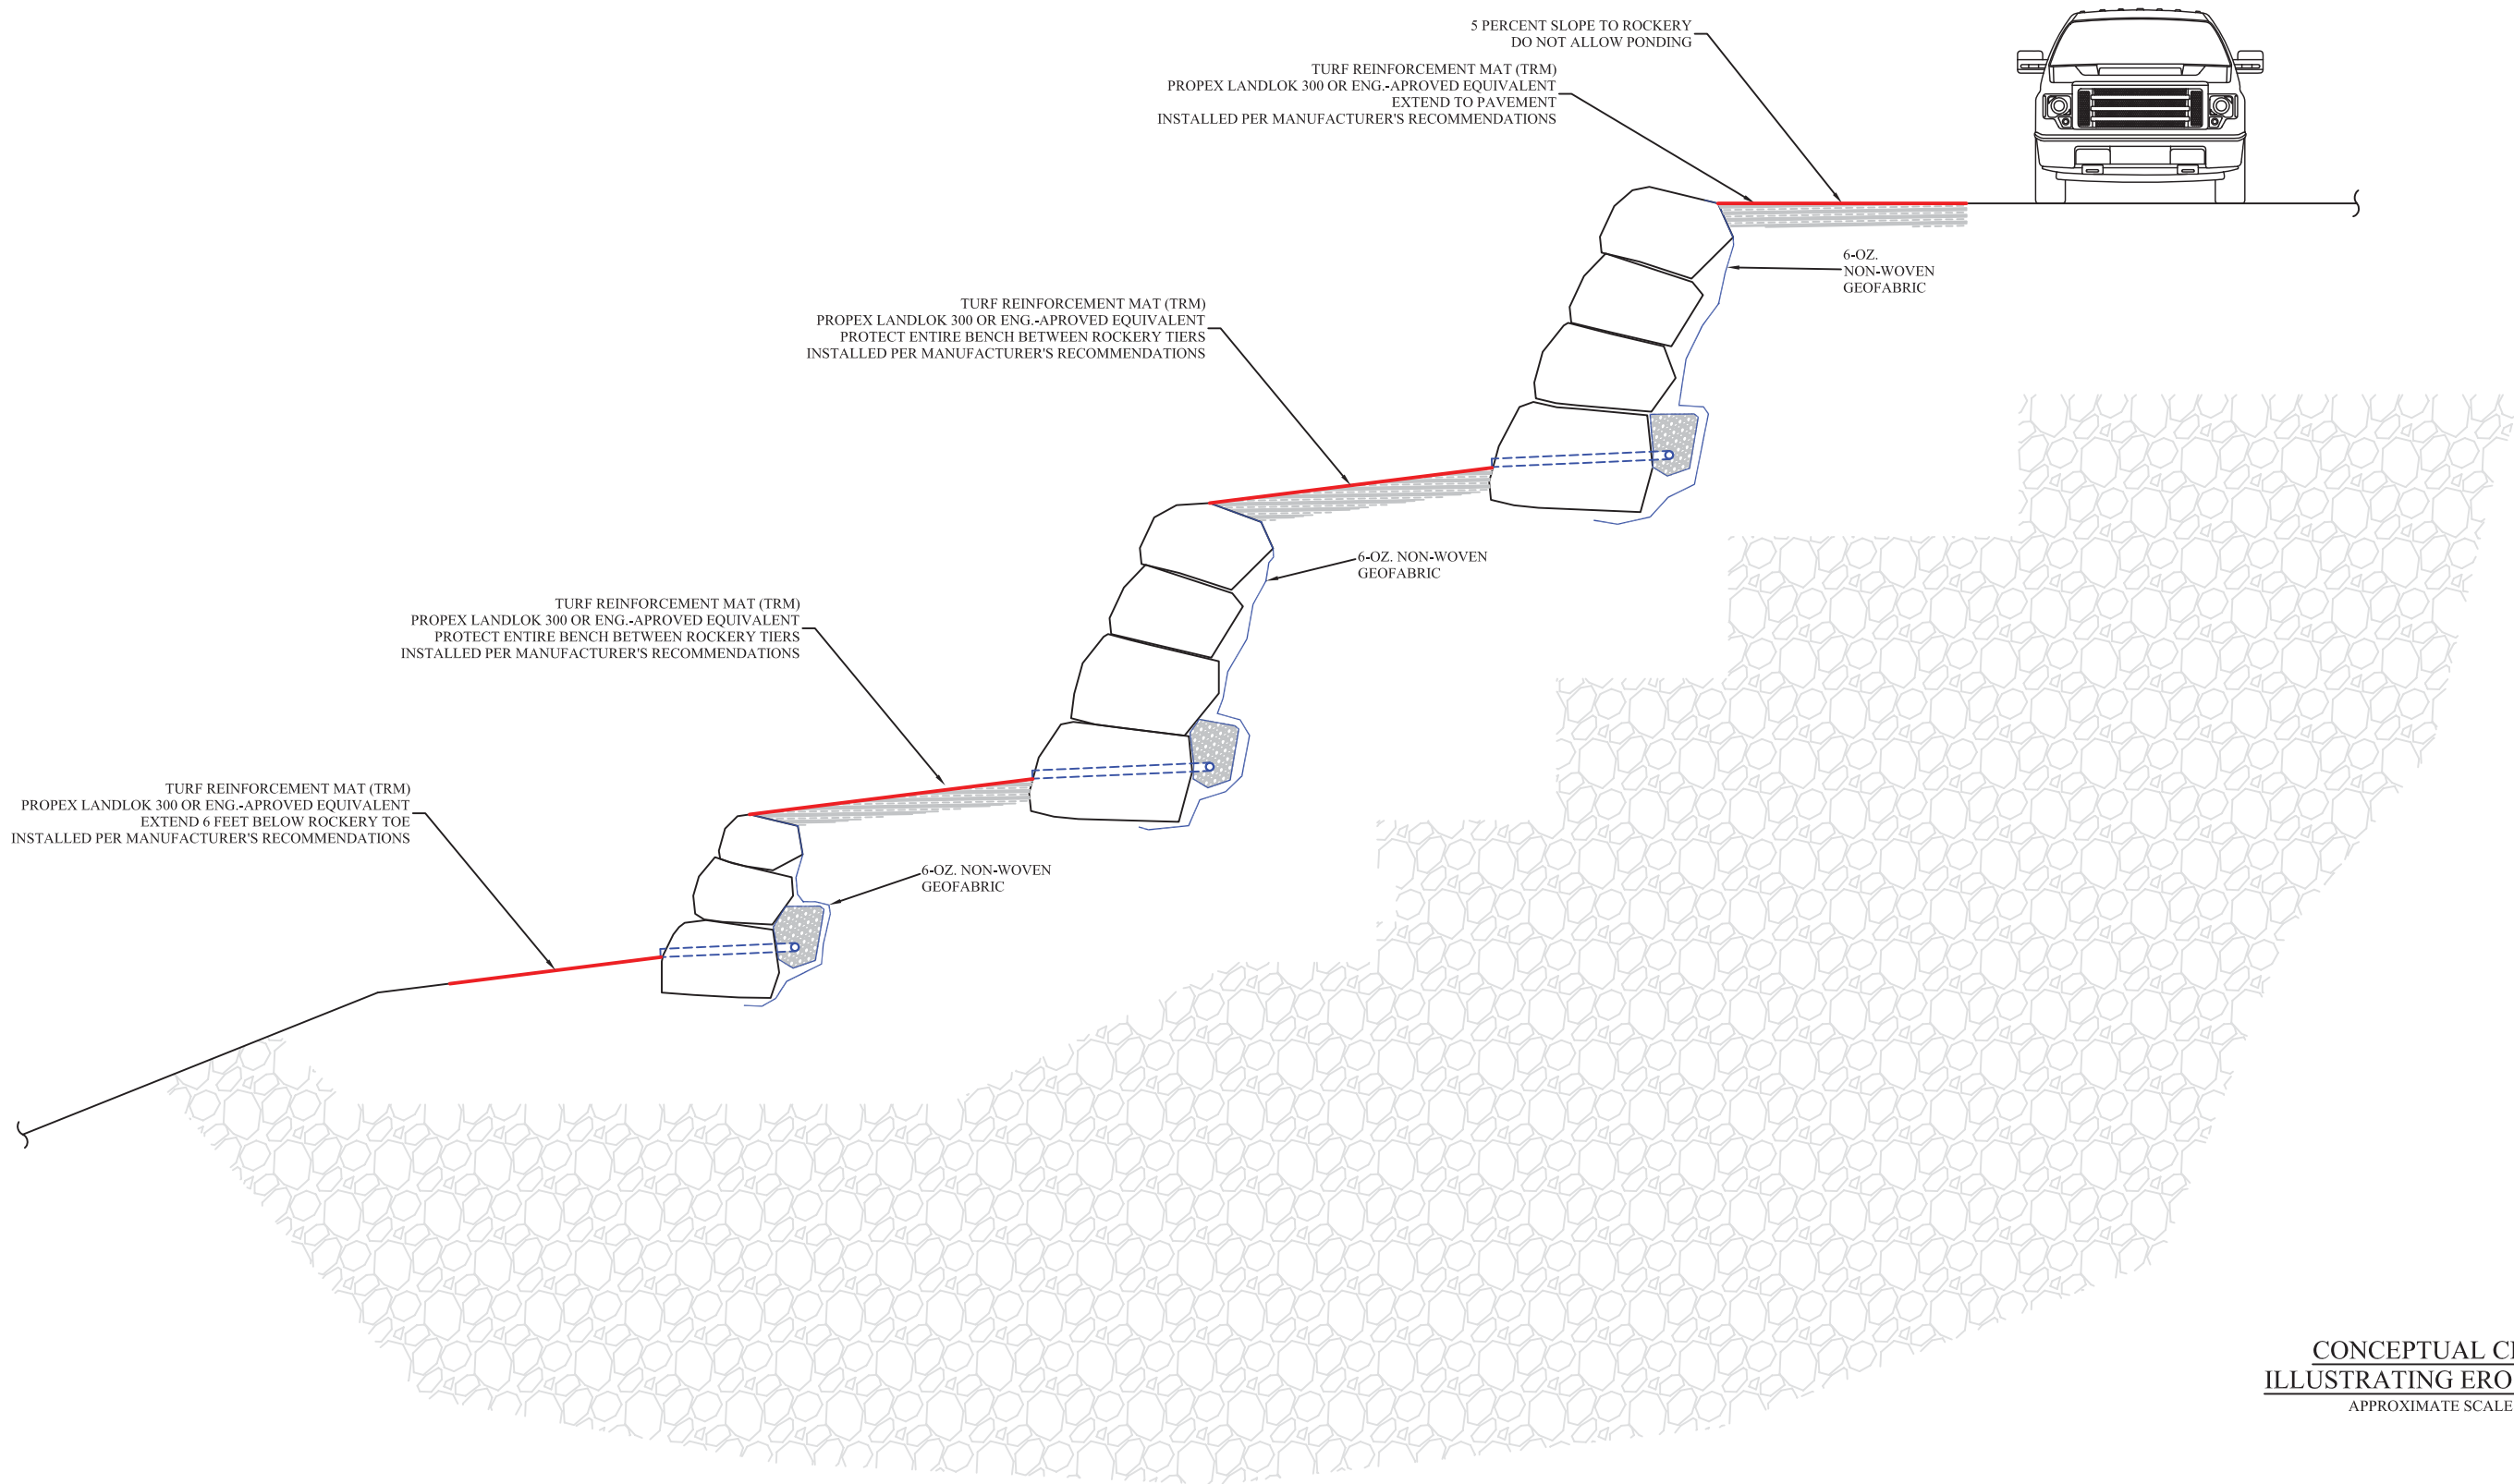 5 PERCENT SLOPE TO ROCKERY
DO NOT ALLOW PONDING
TURF REINFORCEMENT MAT (TRM)
PROPEX LANDLOK 300 OR ENG.-APROVED EQUIVALENT
EXTEND TO PAVEMENT
INSTALLED PER MANUFACTURER'S RECOMMENDATIONS
6-OZ.
NON-WOVEN
GEOFABRIC
TURF REINFORCEMENT MAT (TRM)
PROPEX LANDLOK 300 OR ENG.-APROVED EQUIVALENT
PROTECT ENTIRE BENCH BETWEEN ROCKERY TIERS
INSTALLED PER MANUFACTURER'S RECOMMENDATIONS
6-OZ. NON-WOVEN
GEOFABRIC
TURF REINFORCEMENT MAT (TRM)
PROPEX LANDLOK 300 OR ENG.-APROVED EQUIVALENT
PROTECT ENTIRE BENCH BETWEEN ROCKERY TIERS
INSTALLED PER MANUFACTURER'S RECOMMENDATIONS
TURF REINFORCEMENT MAT (TRM)
PROPEX LANDLOK 300 OR ENG.-APROVED EQUIVALENT
EXTEND 6 FEET BELOW ROCKERY TOE
INSTALLED PER MANUFACTURER'S RECOMMENDATIONS
6-OZ. NON-WOVEN
GEOFABRIC
CONCEPTUAL
ILLUSTRATING
APPROXIMATE SCALE